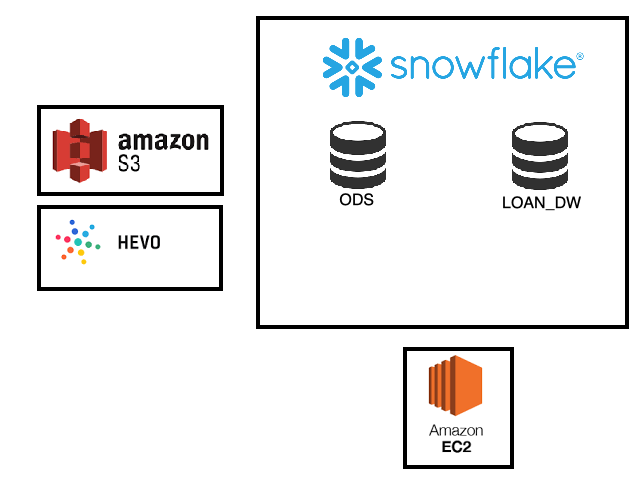 snowflake®
amazon
S3
ODS
LOAN_DW
HEVO
Amazon
EC2